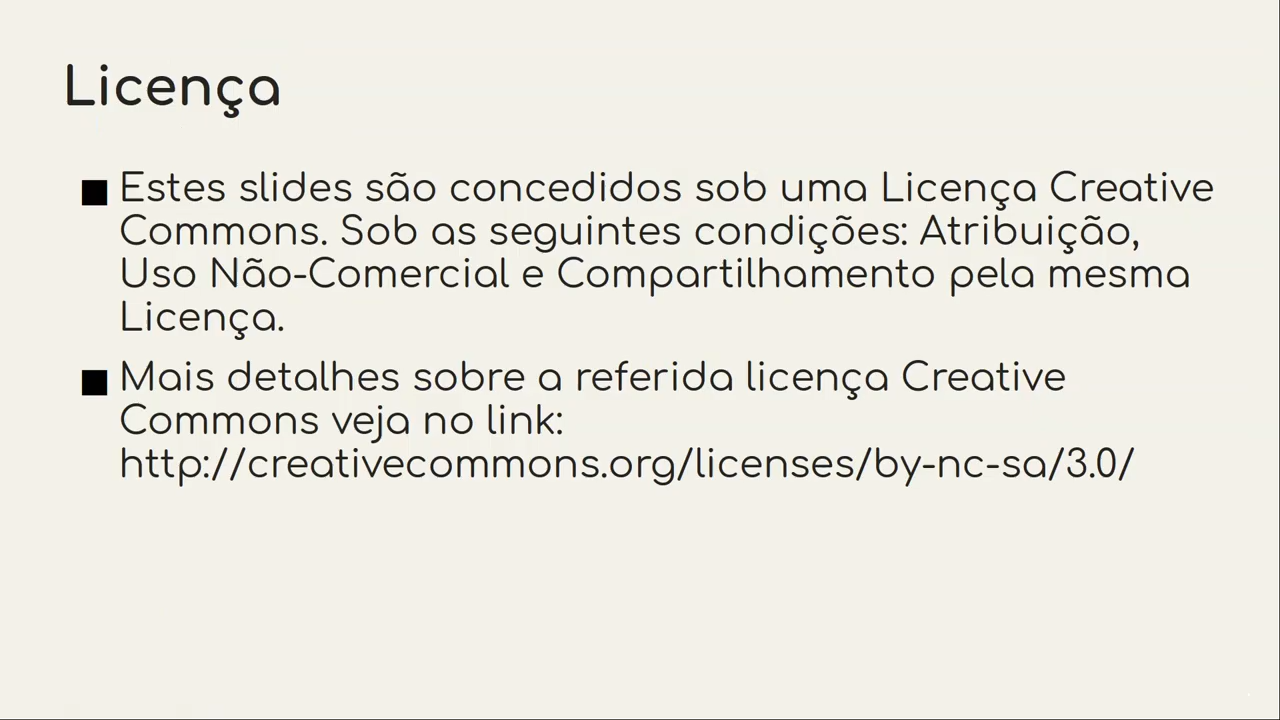 Licença
Estes slides são concedidos sob uma Licença Creative
Commons. Sob as seguintes condições: Atribuição,
Uso Não-Comercial e Compartilhamento pela mesma
Licença.
Mais detalhes sobre a referida licença Creative
Commons veja no link:
http://creativecommons.org/licenses/by-nc-sa/3.0/